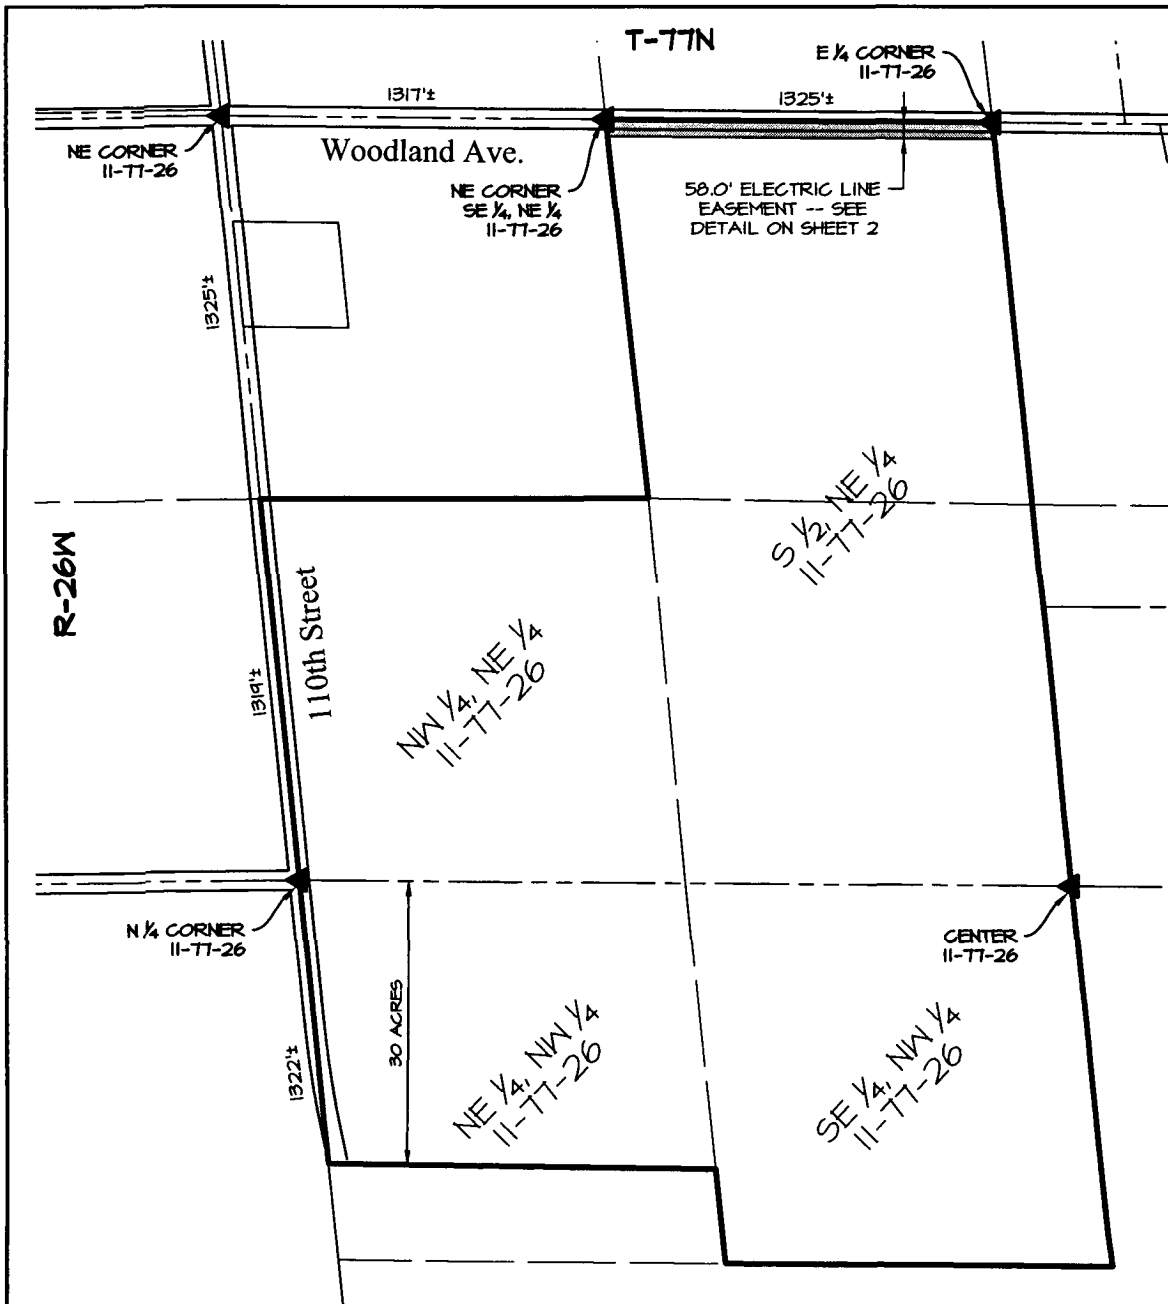 T-77N
E ¼ CORNER
11-77-26
1317'±
1325'±
NE CORNER
11-77-26
Woodland Ave.
NE CORNER
SE ¼, NE ¼
11-77-26
58.0' ELECTRIC LINE
EASEMENT -- SEE
DETAIL ON SHEET 2
1325'±
S ½, NE ¼
11-77-26
R-26W
110th Street
1319'±
NW ¼, NE ¼
11-77-26
N ¼ CORNER
11-77-26
CENTER
11-77-26
30 ACRES
1322'±
NE ¼, NW ¼
11-77-26
SE ¼, NW ¼
11-77-26